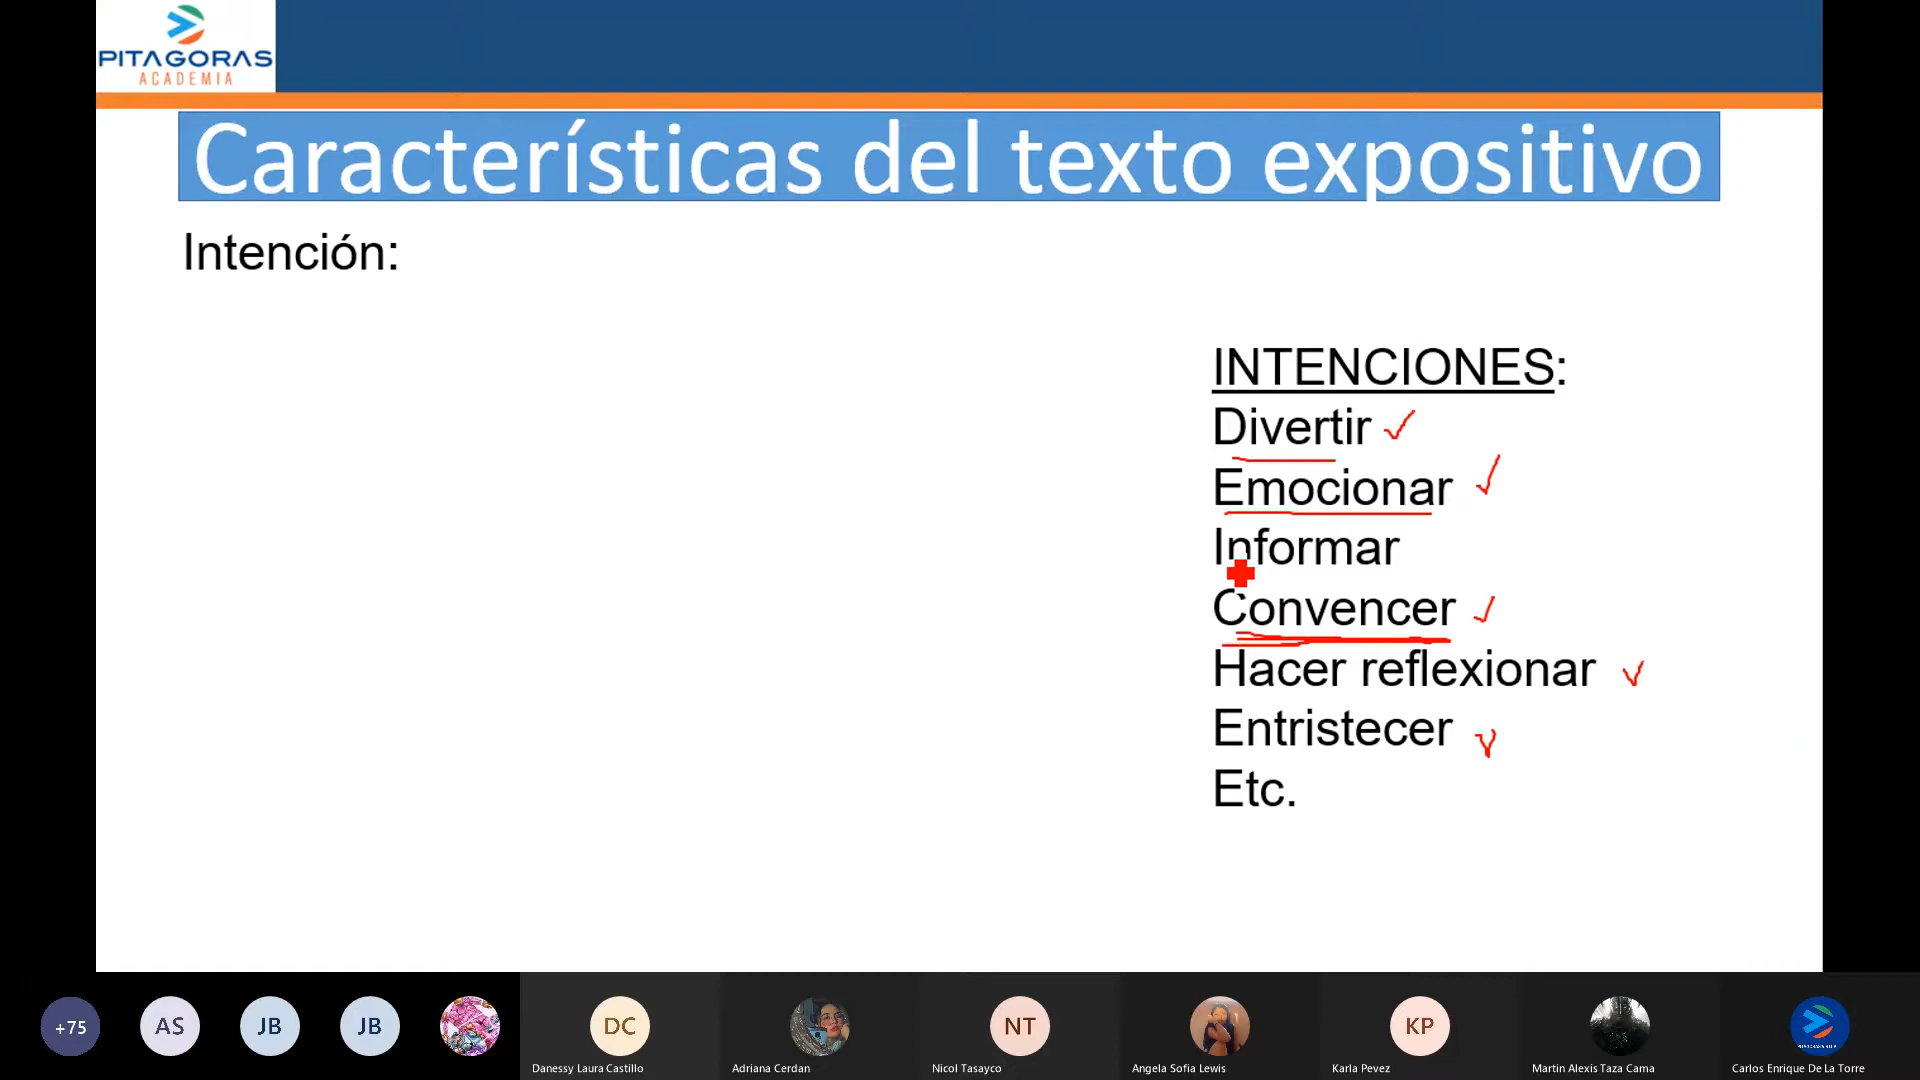 PITAGORAS
ACADEMIA
Características del texto expositivo
Intención:
INTENCIONES:
Divertir
Emocionar
Informar
Convencer
Hacer reflexionar
Entristecer
Etc.
+75
AS
JB
JB
DC
NT
KP
Danessy Laura Castillo
Adriana Cerdan
Nicol Tasayco
Angela Sofia Lewis
Karla Pevez
Martin Alexis Taza Cama
Carlos Enrique De La Torre